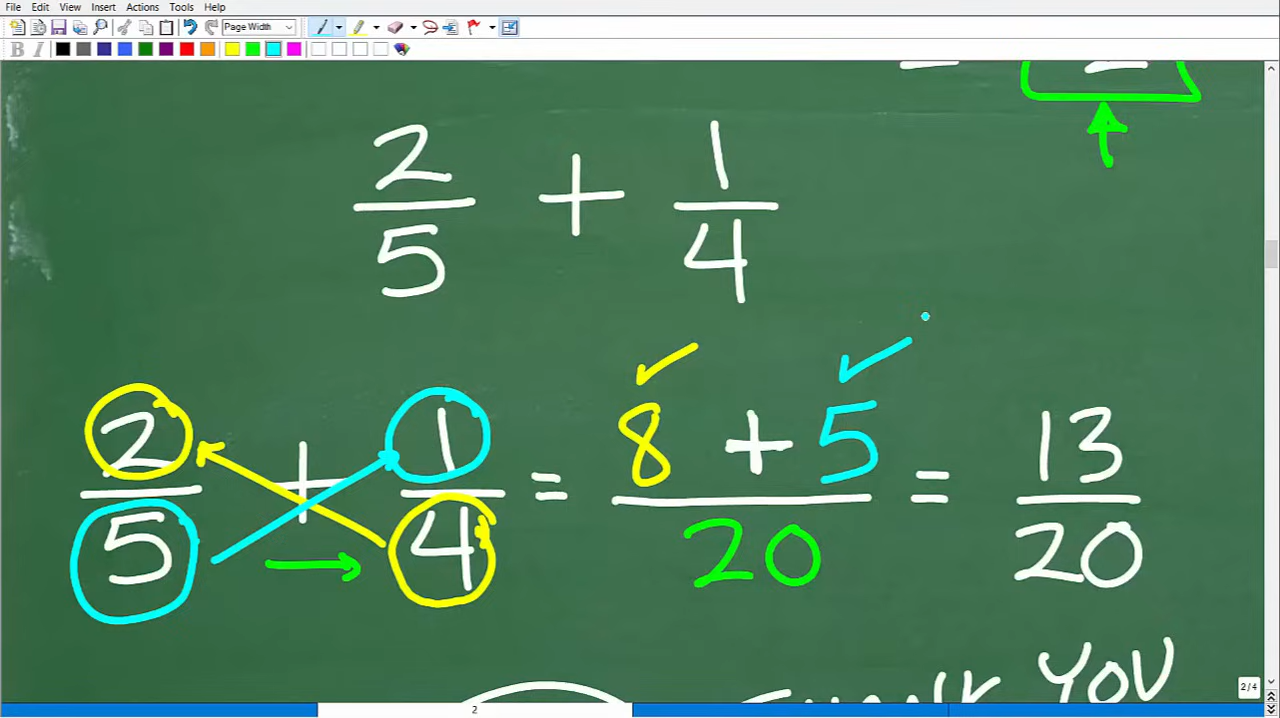 File Edit View Insert Actions Tools Help
Page Width
B I
2/5 + 1/4
2/5 + 1/4 = 8 + 5/20 = 13/20
YOU
2/4
2